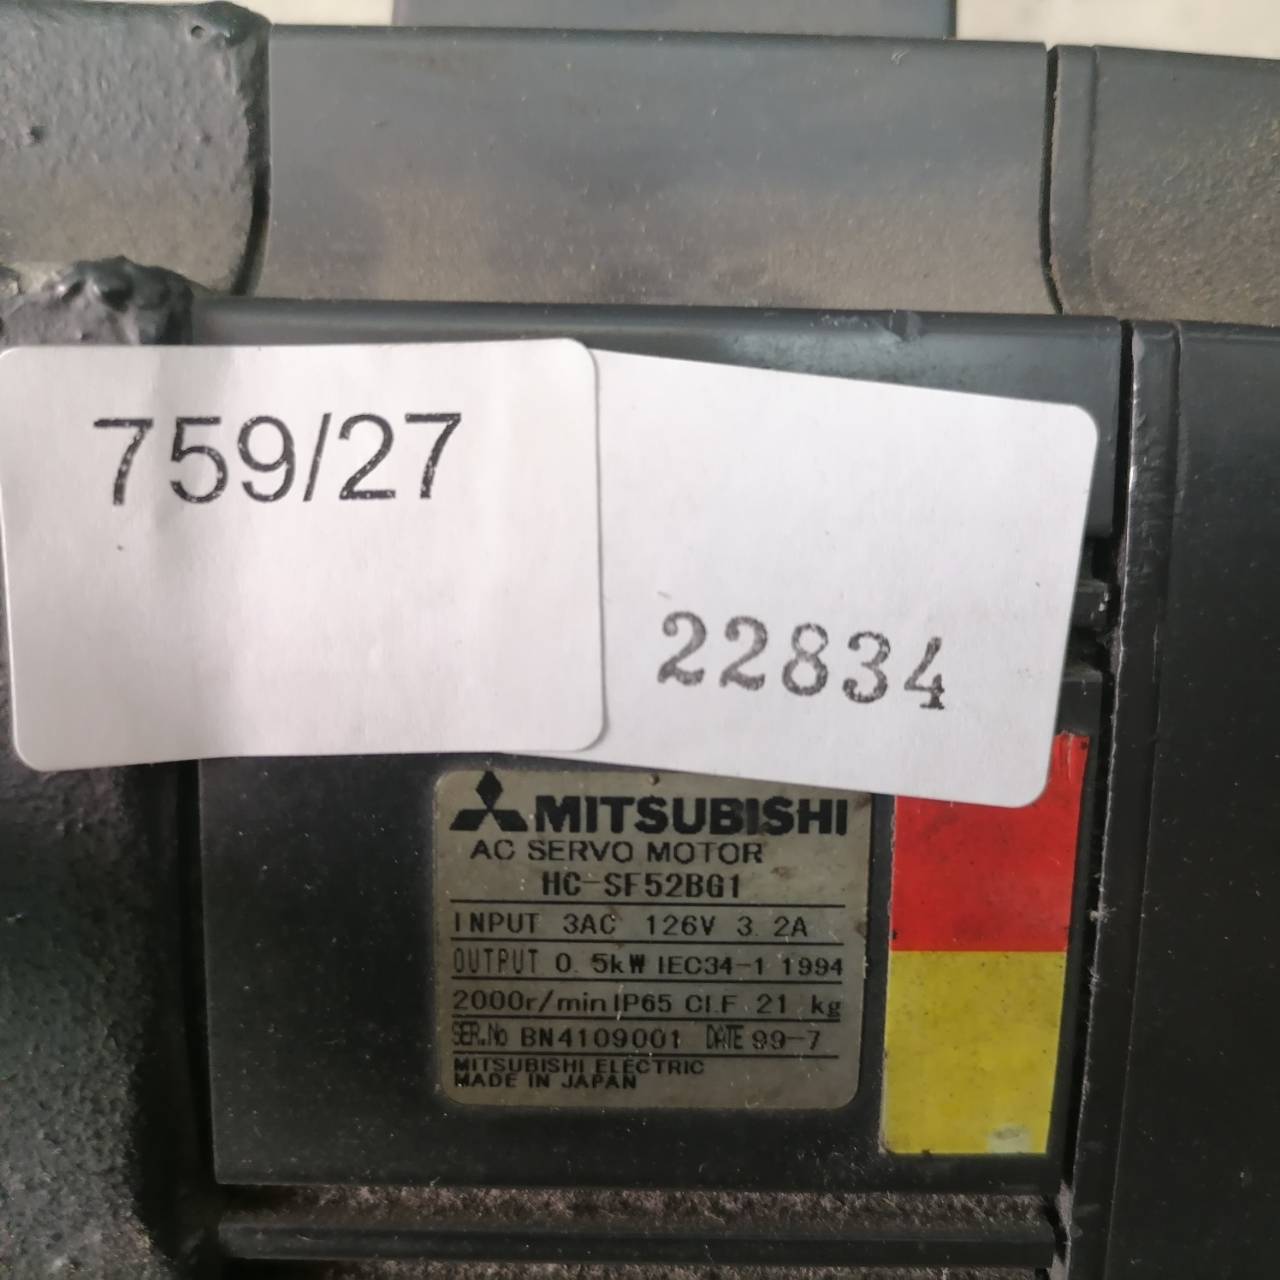 759/27
22834
MITSUBISHI
AC SERVO MOTOR
HC-SF52BG1
INPUT 3AC 126V 3.2A
OUTPUT 0.5kW IEC34-1 1994
2000r/min IP65 CI.F 21 kg
SER.No BN4109001 DATE 99-7
MITSUBISHI ELECTRIC
MADE IN JAPAN